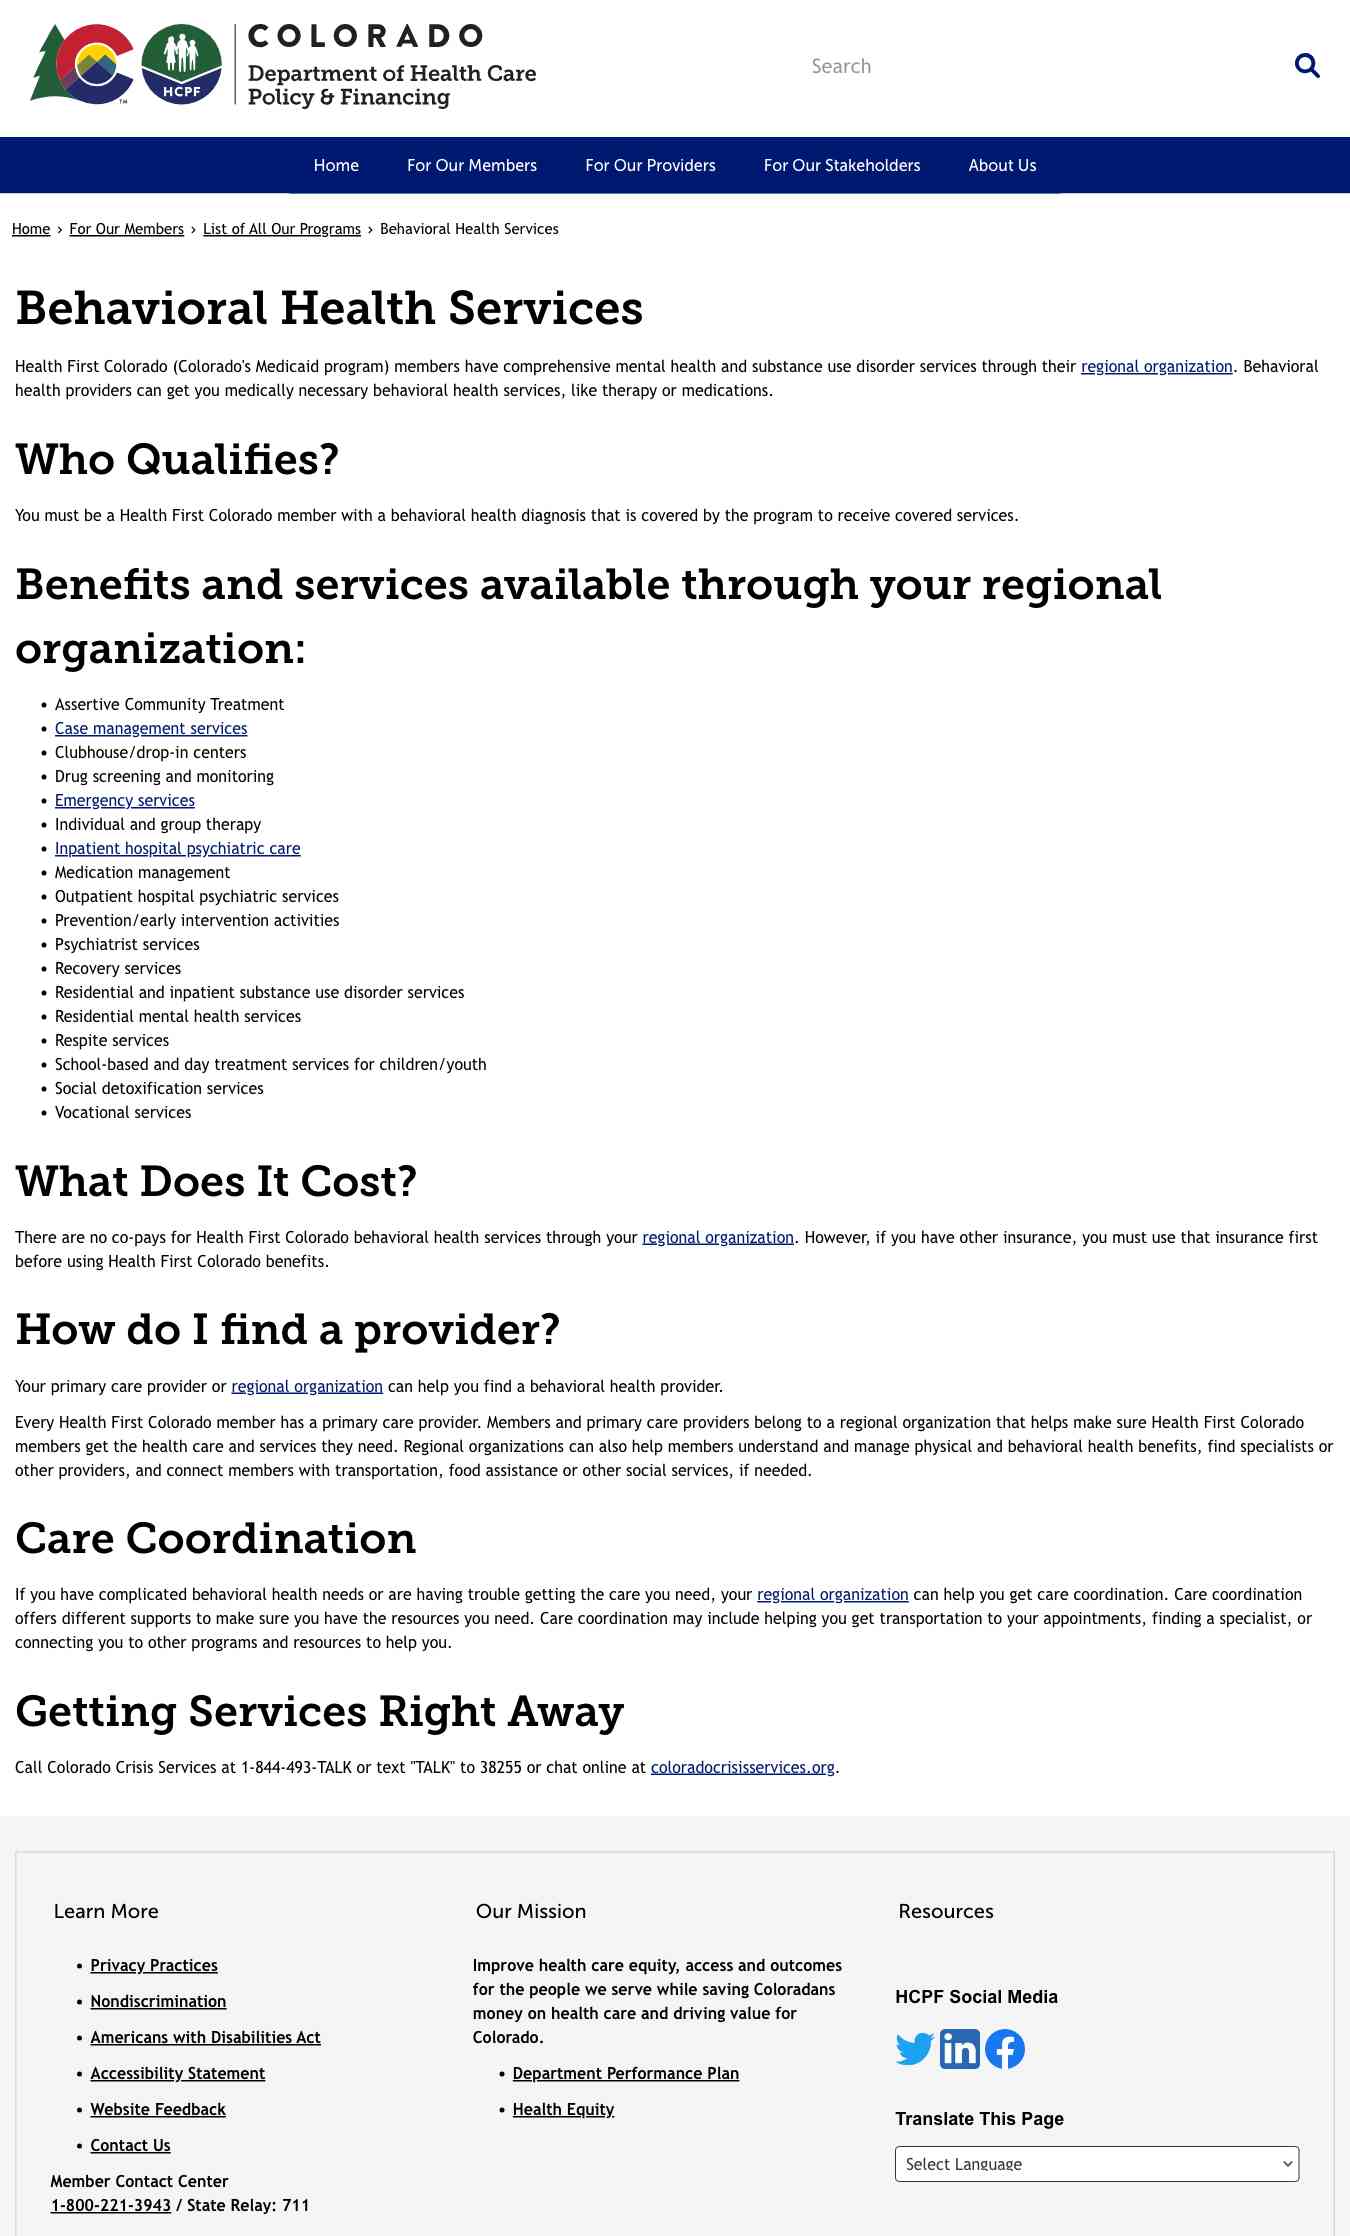 COLORADO
Department of Health Care
Policy & Financing
HCPF
TM
Search
Home
For Our Members
For Our Providers
For Our Stakeholders
About Us
Home › For Our Members › List of All Our Programs › Behavioral Health Services
Behavioral Health Services
Health First Colorado (Colorado's Medicaid program) members have comprehensive mental health and substance use disorder services through their regional organization. Behavioral
health providers can get you medically necessary behavioral health services, like therapy or medications.
Who Qualifies?
You must be a Health First Colorado member with a behavioral health diagnosis that is covered by the program to receive covered services.
Benefits and services available through your regional
organization:
• Assertive Community Treatment
• Case management services
• Clubhouse/drop-in centers
• Drug screening and monitoring
• Emergency services
• Individual and group therapy
• Inpatient hospital psychiatric care
• Medication management
• Outpatient hospital psychiatric services
• Prevention/early intervention activities
• Psychiatrist services
• Recovery services
• Residential and inpatient substance use disorder services
• Residential mental health services
• Respite services
• School-based and day treatment services for children/youth
• Social detoxification services
• Vocational services
What Does It Cost?
There are no co-pays for Health First Colorado behavioral health services through your regional organization. However, if you have other insurance, you must use that insurance first
before using Health First Colorado benefits.
How do I find a provider?
Your primary care provider or regional organization can help you find a behavioral health provider.
Every Health First Colorado member has a primary care provider. Members and primary care providers belong to a regional organization that helps make sure Health First Colorado
members get the health care and services they need. Regional organizations can also help members understand and manage physical and behavioral health benefits, find specialists or
other providers, and connect members with transportation, food assistance or other social services, if needed.
Care Coordination
If you have complicated behavioral health needs or are having trouble getting the care you need, your regional organization can help you get care coordination. Care coordination
offers different supports to make sure you have the resources you need. Care coordination may include helping you get transportation to your appointments, finding a specialist, or
connecting you to other programs and resources to help you.
Getting Services Right Away
Call Colorado Crisis Services at 1-844-493-TALK or text "TALK" to 38255 or chat online at coloradocrisisservices.org.
Learn More
• Privacy Practices
• Nondiscrimination
• Americans with Disabilities Act
• Accessibility Statement
• Website Feedback
• Contact Us
Member Contact Center
1-800-221-3943 / State Relay: 711
Our Mission
Improve health care equity, access and outcomes
for the people we serve while saving Coloradans
money on health care and driving value for
Colorado.
• Department Performance Plan
• Health Equity
Resources
HCPF Social Media
in
Translate This Page
Select Language